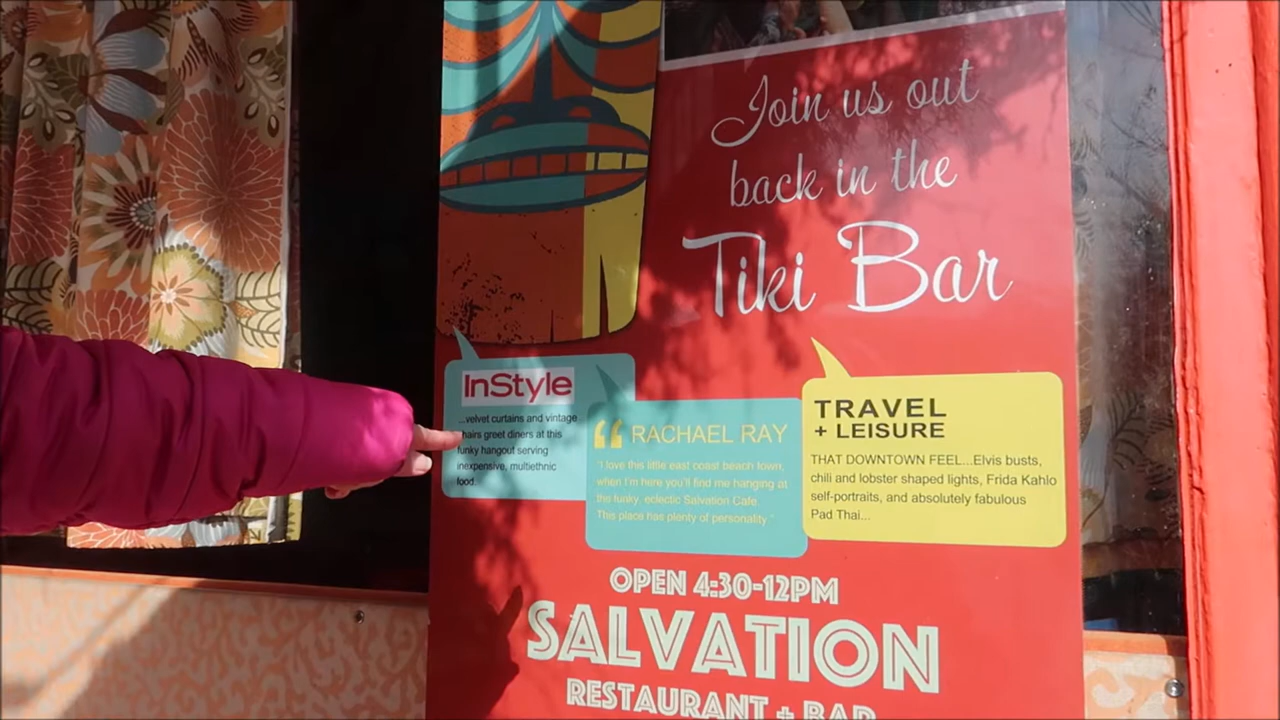 Join us out
back in the
Tiki Bar
InStyle
...velvet curtains and vintage
hairs greet diners at this
funky hangout serving
inexpensive, multiethnic
food.
“ RACHAEL RAY
"I love this little east coast beach town,
when I'm here you'll find me hanging at
the funky, eclectic Salvation Cafe.
This place has plenty of personality."
TRAVEL
+ LEISURE
THAT DOWNTOWN FEEL...Elvis busts,
chili and lobster shaped lights, Frida Kahlo
self-portraits, and absolutely fabulous
Pad Thai...
OPEN 4:30-12PM
SALVATION
RESTAURANT + BAR